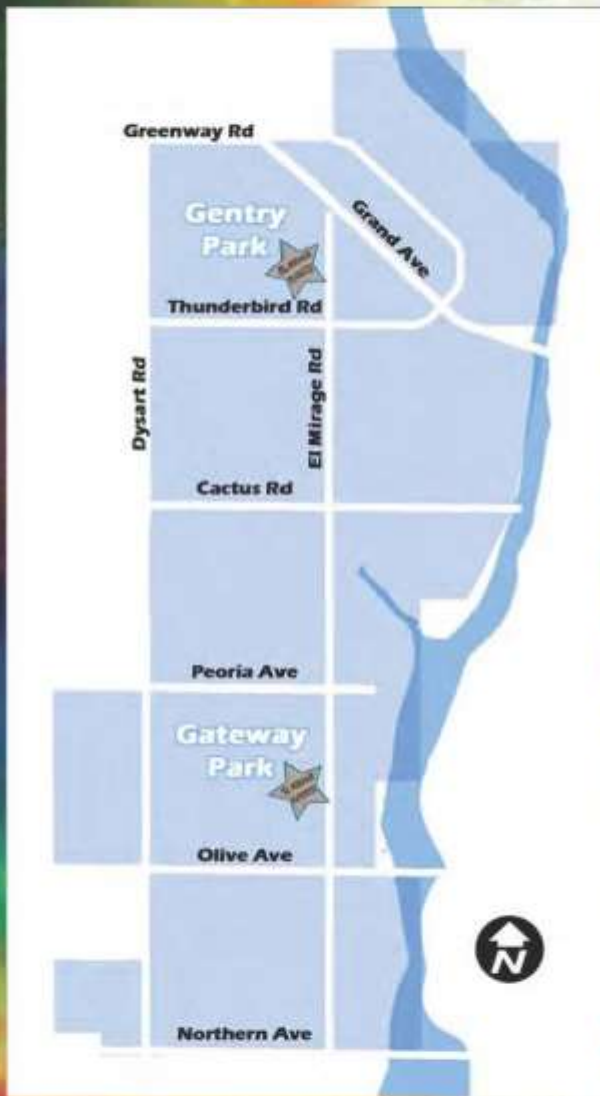 Greenway Rd
Gentry
Park
Grand Ave
Thunderbird Rd
Dysart Rd
El Mirage Rd
Cactus Rd
Peoria Ave
Gateway
Park
Olive Ave
N
Northern Ave